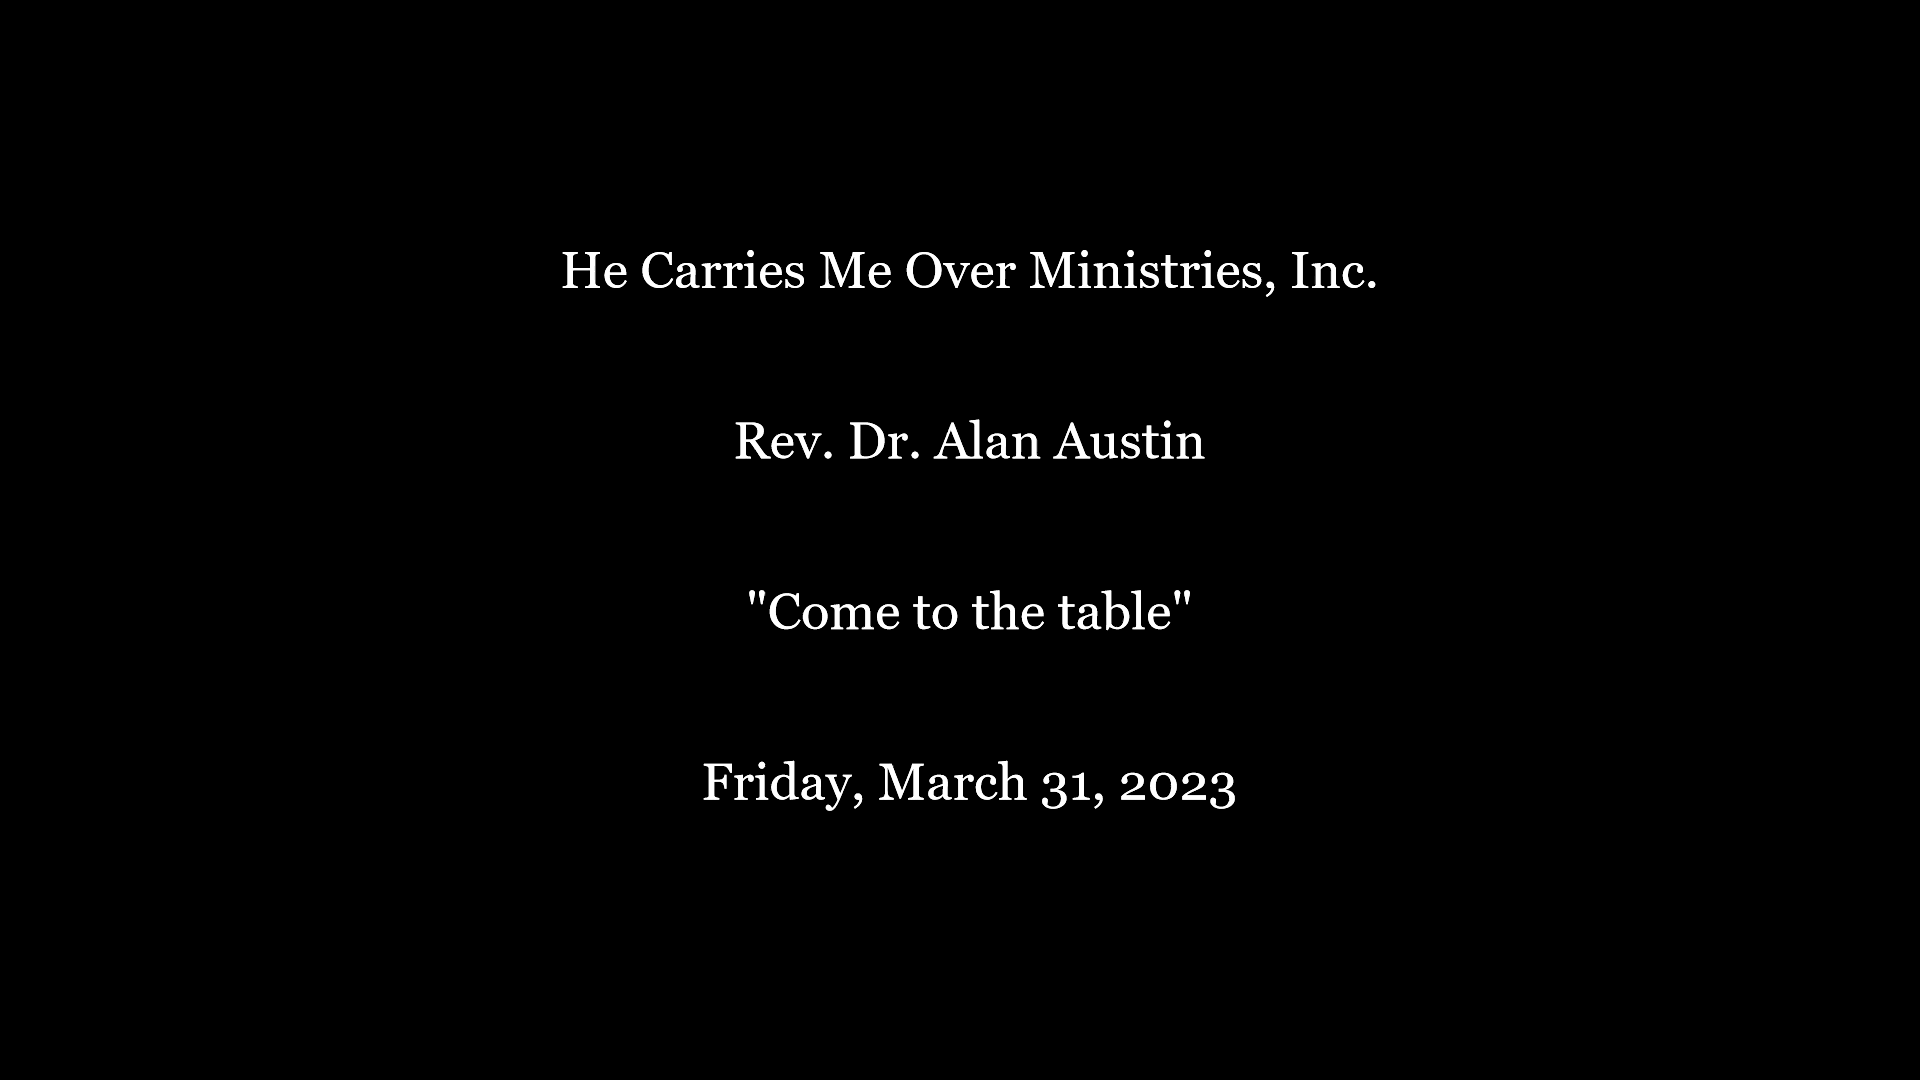 He Carries Me Over Ministries, Inc.
Rev. Dr. Alan Austin
"Come to the table"
Friday, March 31, 2023